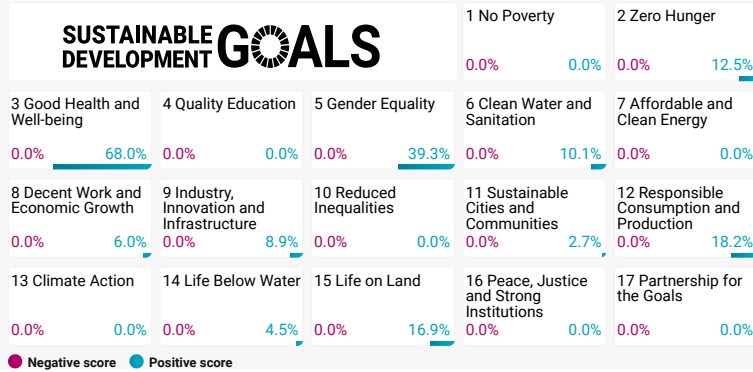 SUSTAINABLE
DEVELOPMENT
GOALS
1 No Poverty
0.0% 0.0%
2 Zero Hunger
0.0% 12.5%
3 Good Health and
Well-being
0.0% 68.0%
4 Quality Education
0.0% 0.0%
5 Gender Equality
0.0% 39.3%
6 Clean Water and
Sanitation
0.0% 10.1%
7 Affordable and
Clean Energy
0.0% 0.0%
8 Decent Work and
Economic Growth
0.0% 6.0%
9 Industry,
Innovation and
Infrastructure
0.0% 8.9%
10 Reduced
Inequalities
0.0% 0.0%
11 Sustainable
Cities and
Communities
0.0% 2.7%
12 Responsible
Consumption and
Production
0.0% 18.2%
13 Climate Action
0.0% 0.0%
14 Life Below Water
0.0% 4.5%
15 Life on Land
0.0% 16.9%
16 Peace, Justice
and Strong
Institutions
0.0% 0.0%
17 Partnership for
the Goals
0.0% 0.0%
Negative score Positive score